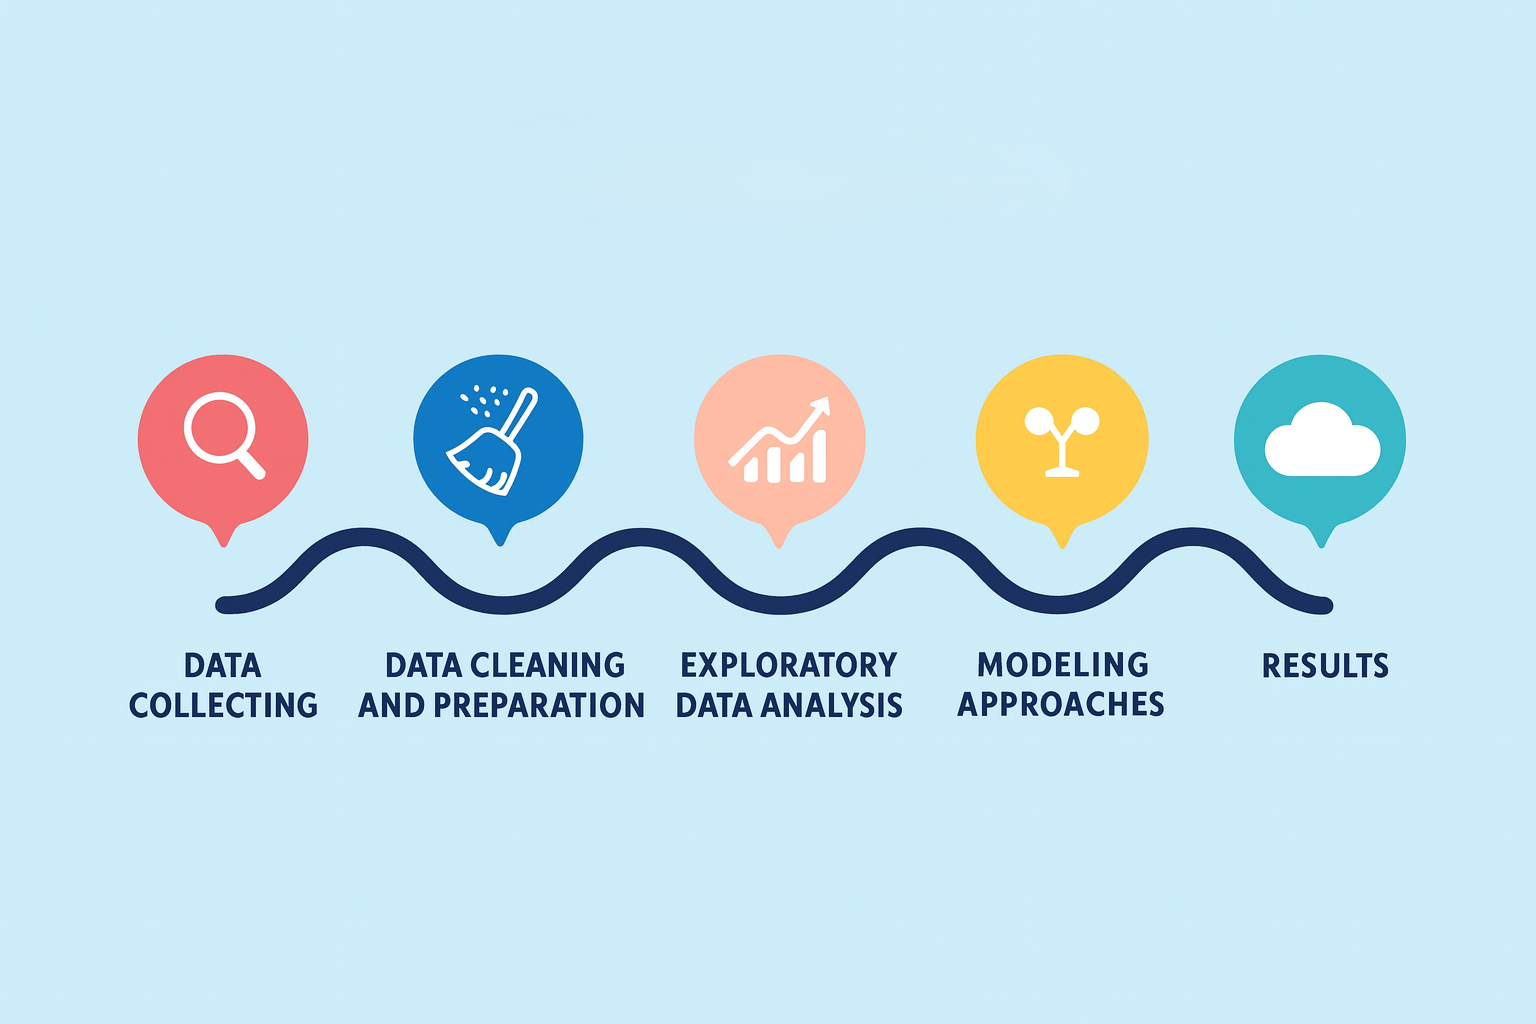 DATA
COLLECTING
DATA CLEANING
AND PREPARATION
EXPLORATORY
DATA ANALYSIS
MODELING
APPROACHES
RESULTS